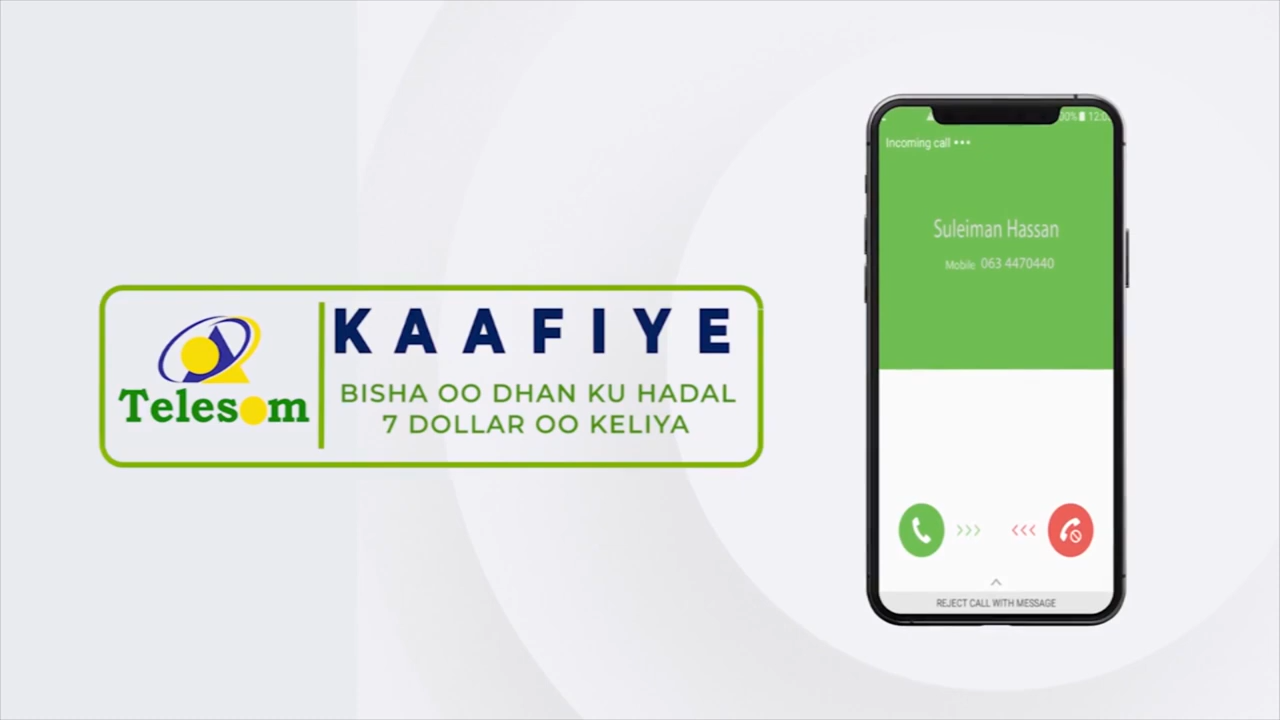 Telesom
KAAFIYE
BISHA OO DHAN KU HADAL
7 DOLLAR OO KELIYA
Incoming call •••
Suleiman Hassan
Mobile 063 4470440
REJECT CALL WITH MESSAGE